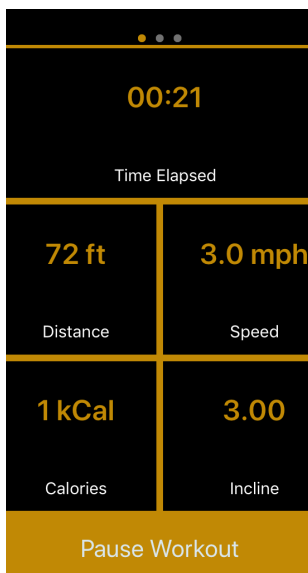 00:21
Time Elapsed
72 ft
3.0 mph
Distance
Speed
1 kCal
3.00
Calories
Incline
Pause Workout